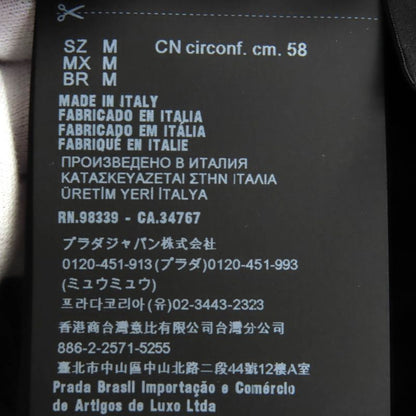 SZ M CN circonf. cm. 58
MX M
BR M
MADE IN ITALY
FABRICADO EN ITALIA
FABRICADO EM ITÁLIA
FABRIQUÉ EN ITALIE
ПРОИЗВЕДЕНО В ИТАЛИЯ
ΚΑΤΑΣΚΕΥΑΖΕΤΑΙ ΣΤΗΝ ΙΤΑΛΙΑ
ÜRETİM YERİ İTALYA
RN.98339 - CA.34767
プラダジャパン株式会社
0120-451-913 (プラダ) 0120-451-993
(ミュウミュウ)
프라다코리아 (유) 02-3443-2323
香港商台灣意比有限公司台灣分公司
886-2-2571-5255
臺北市中山區中山北路二段44號12樓A室
Prada Brasil Importação e Comércio
de Artigos de Luxo Ltda